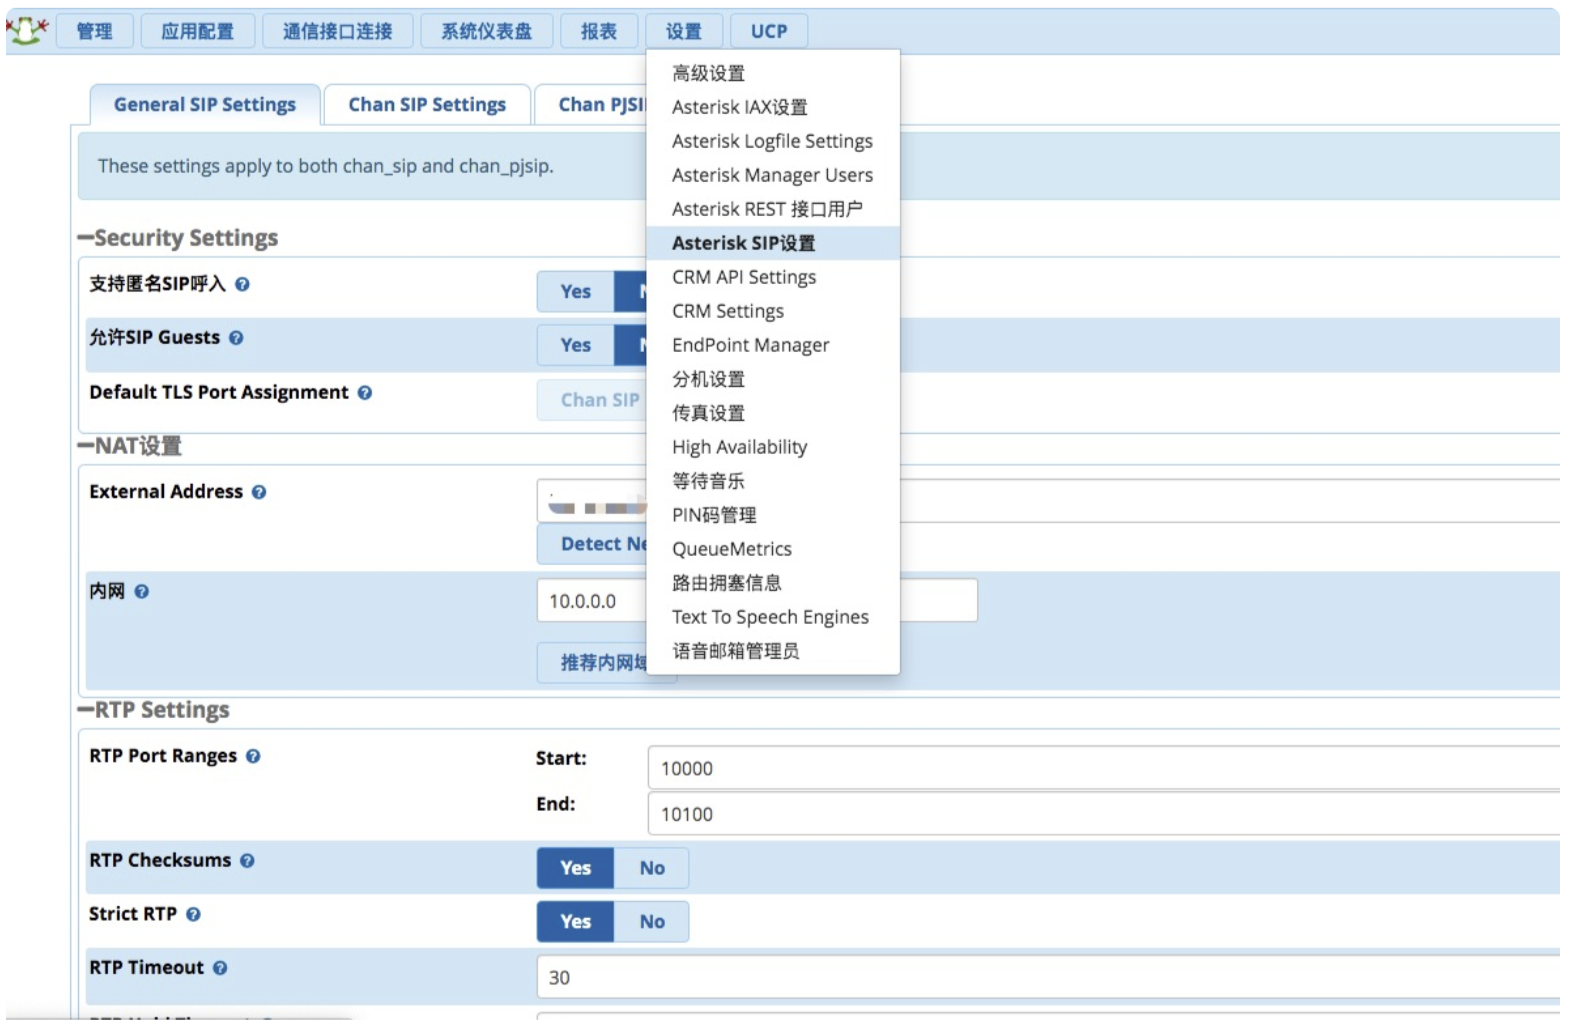 管理 应用配置 通信接口连接 系统仪表盘 报表 设置 UCP
General SIP Settings Chan SIP Settings Chan
These settings apply to both chan_sip and chan_pjsip.
高级设置
Asterisk IAX设置
Asterisk Logfile Settings
Asterisk Manager Users
Asterisk REST 接口用户
Asterisk SIP设置
CRM API Settings
CRM Settings
EndPoint Manager
分机设置
传真设置
High Availability
等待音乐
PIN码管理
QueueMetrics
路由拥塞信息
Text To Speech Engines
语音邮箱管理员
Security Settings
支持匿名SIP呼入 Yes
允许SIP Guests Yes
Default TLS Port Assignment Chan SIP
NAT设置
External Address
Detect
内网 10.0.0.0
推荐内网
RTP Settings
RTP Port Ranges Start: 10000
End: 10100
RTP Checksums Yes No
Strict RTP Yes No
RTP Timeout 30